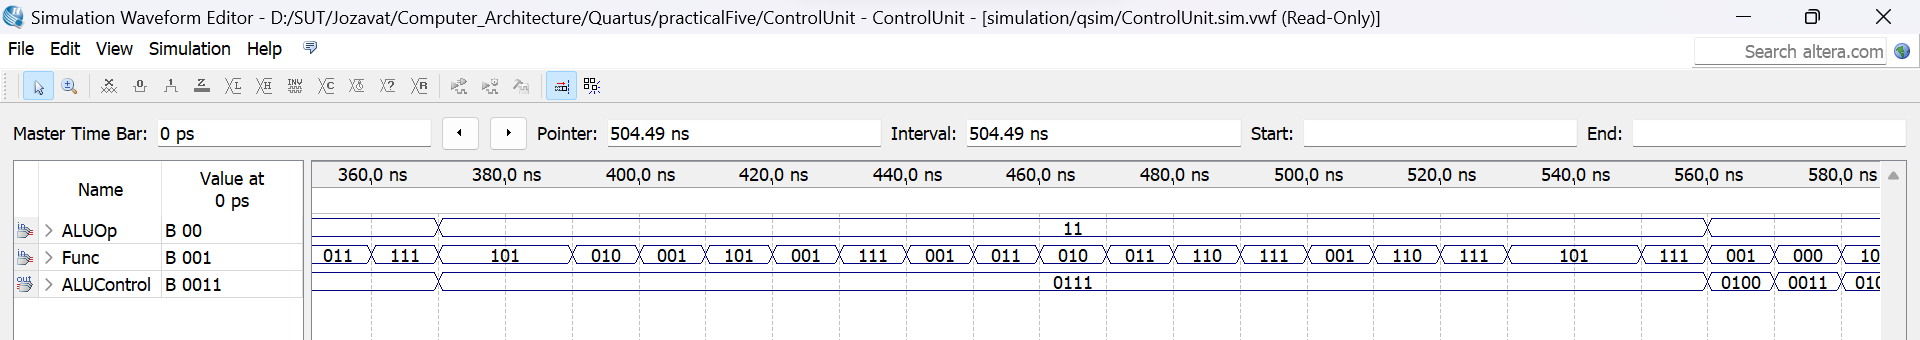 Simulation Waveform Editor - D:/SUT/Jozavat/Computer_Architecture/Quartus/practicalFive/ControlUnit - ControlUnit - [simulation/qsim/ControlUnit.sim.vwf (Read-Only)]
File Edit View Simulation Help Search altera.com
Master Time Bar: 0 ps Pointer: 504.49 ns Interval: 504.49 ns Start: End:
Name Value at 0 ps 360,0 ns 380,0 ns 400,0 ns 420,0 ns 440,0 ns 460,0 ns 480,0 ns 500,0 ns 520,0 ns 540,0 ns 560,0 ns 580,0 ns
ALUOp B 00 11
Func B 001 011 111 101 010 001 101 001 111 001 011 010 011 110 111 001 110 111 101 111 001 000 10
ALUControl B 0011 0111 0100 0011 010